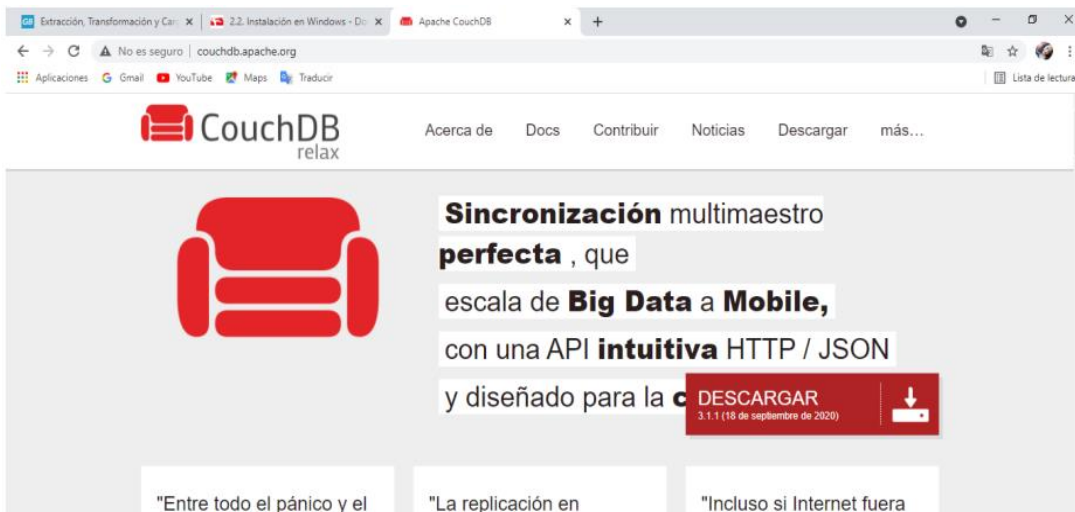 Extracción, Transformación y Car
2.2. Instalación en Windows - Do
Apache CouchDB
No es seguro | couchdb.apache.org
Aplicaciones Gmail YouTube Maps Traducir Lista de lectura
CouchDB
relax
Acerca de Docs Contribuir Noticias Descargar más...
Sincronización multimaestro
perfecta , que
escala de Big Data a Mobile,
con una API intuitiva HTTP / JSON
y diseñado para la c
DESCARGAR
3.1.1 (18 de septiembre de 2020)
"Entre todo el pánico y el
"La replicación en
"Incluso si Internet fuera